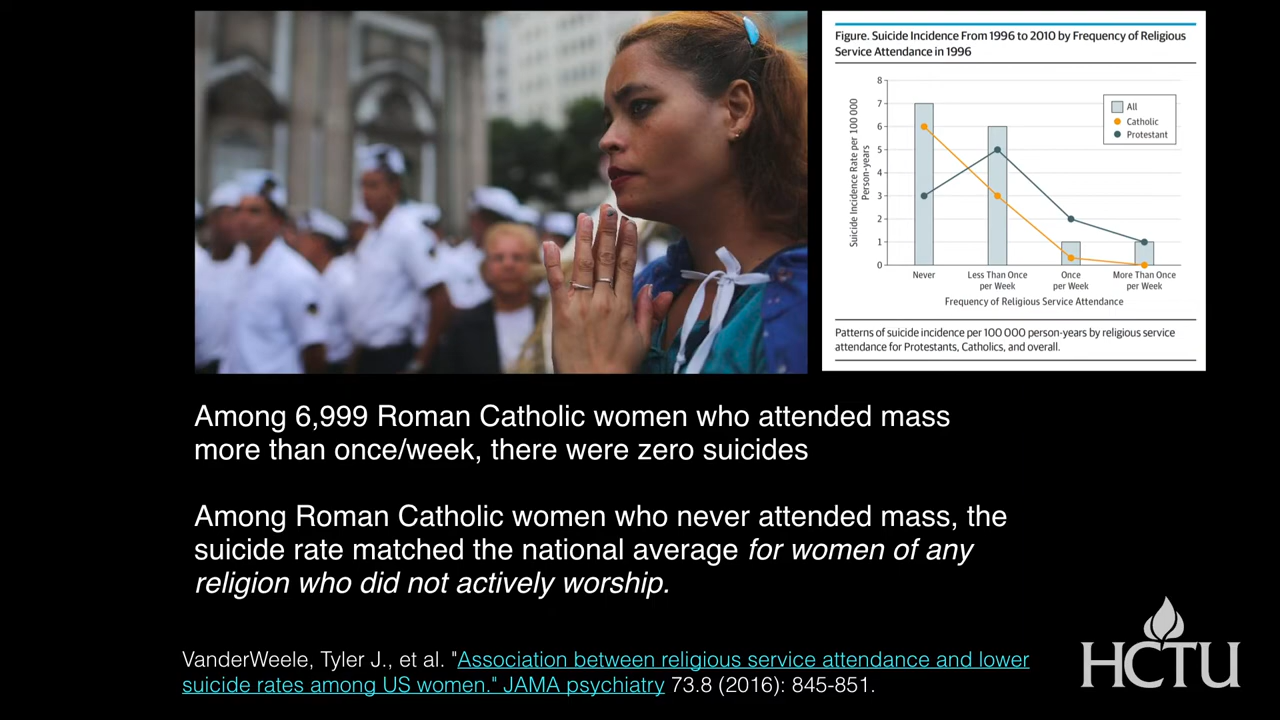 Figure. Suicide Incidence From 1996 to 2010 by Frequency of Religious
Service Attendance in 1996
Suicide Incidence Rate per 100 000
Person-years
8
7
6
5
4
3
2
1
0
All
Catholic
Protestant
Never
Less Than Once
per Week
Once
per Week
More Than Once
per Week
Frequency of Religious Service Attendance
Patterns of suicide incidence per 100 000 person-years by religious service
attendance for Protestants, Catholics, and overall.
Among 6,999 Roman Catholic women who attended mass
more than once/week, there were zero suicides
Among Roman Catholic women who never attended mass, the
suicide rate matched the national average for women of any
religion who did not actively worship.
VanderWeele, Tyler J., et al. "Association between religious service attendance and lower
suicide rates among US women." JAMA psychiatry 73.8 (2016): 845-851.
HCTU